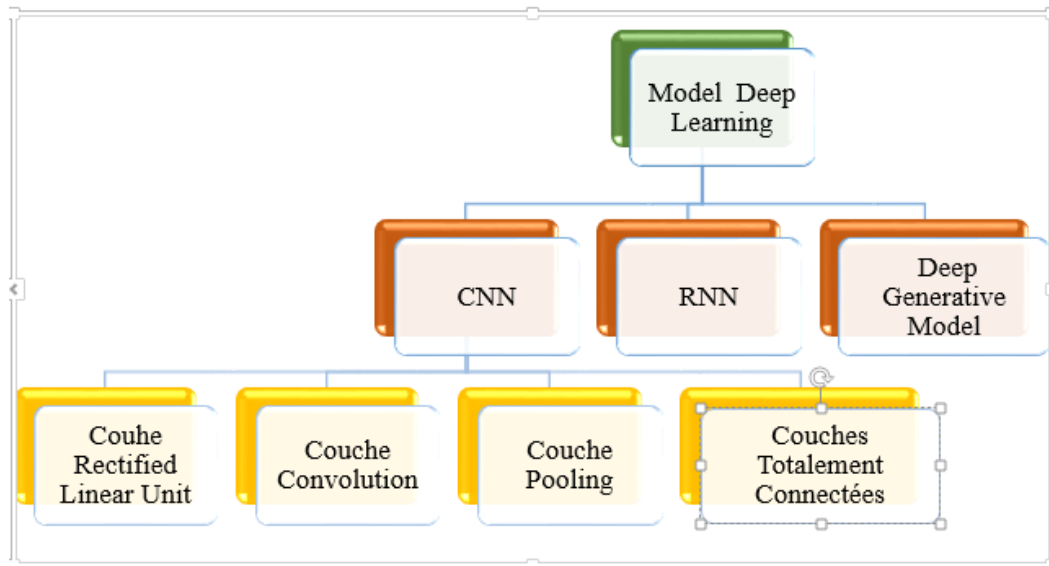 Model Deep
Learning
CNN
RNN
Deep
Generative
Model
Couhe
Rectified
Linear Unit
Couche
Convolution
Couche
Pooling
Couches
Totalement
Connectées